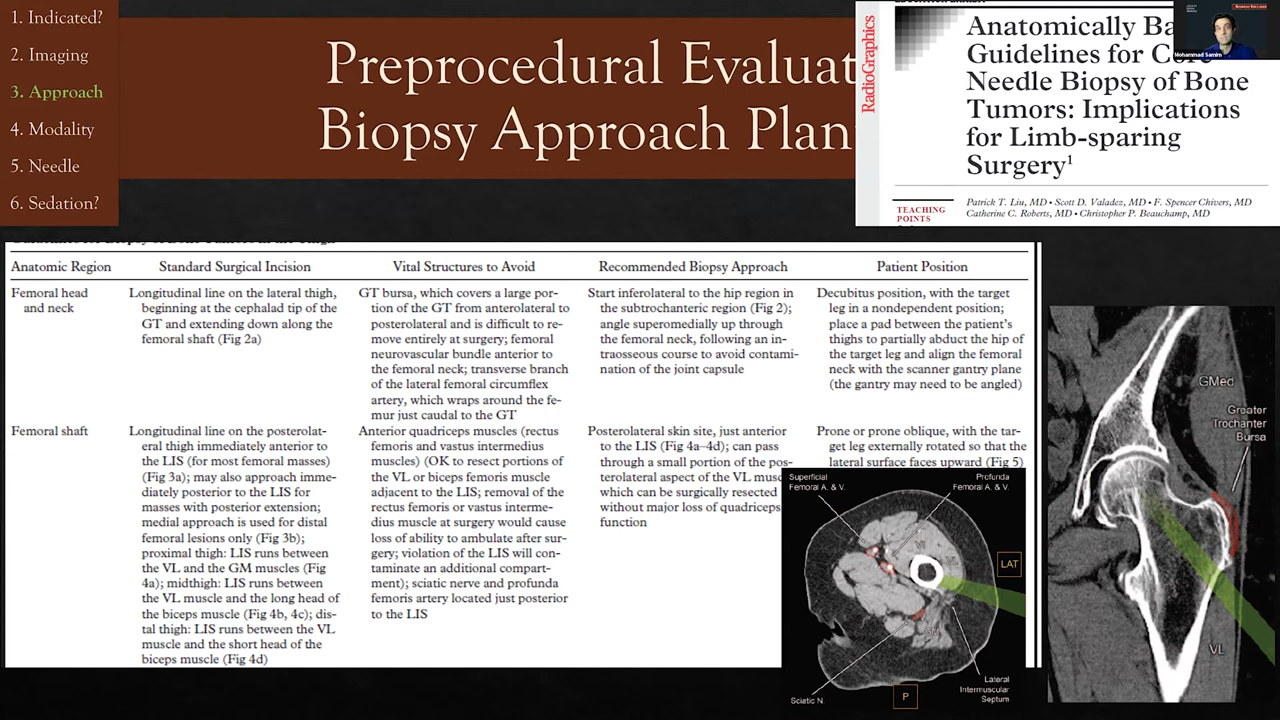 1. Indicated?
2. Imaging
3. Approach
4. Modality
5. Needle
6. Sedation?
Preprocedural Evaluat
Biopsy Approach Plan
RadioGraphics
Anatomically Ba
Guidelines for Core
Needle Biopsy of Bone
Tumors: Implications
for Limb-sparing
Surgery¹
Mohammad Samim
Patrick T. Liu, MD • Scott D. Valadez, MD • F. Spencer Chivers, MD
Catherine C. Roberts, MD • Christopher P. Beauchamp, MD
TEACHING
POINTS
Anatomic Region
Standard Surgical Incision
Vital Structures to Avoid
Recommended Biopsy Approach
Patient Position
Femoral head
and neck
Longitudinal line on the lateral thigh,
beginning at the cephalad tip of the
GT and extending down along the
femoral shaft (Fig 2a)
GT bursa, which covers a large por-
tion of the GT from anterolateral to
posterolateral and is difficult to re-
move entirely at surgery; femoral
neurovascular bundle anterior to
the femoral neck; transverse branch
of the lateral femoral circumflex
artery, which wraps around the fe-
mur just caudal to the GT
Start inferolateral to the hip region in
the subtrochanteric region (Fig 2);
angle superomedially up through
the femoral neck, following an in-
traosseous course to avoid contami-
nation of the joint capsule
Decubitus position, with the target
leg in a nondependent position;
place a pad between the patient's
thighs to partially abduct the hip of
the target leg and align the femoral
neck with the scanner gantry plane
(the gantry may need to be angled)
Femoral shaft
Longitudinal line on the posterolat-
eral thigh immediately anterior to
the LIS (for most femoral masses)
(Fig 3a); may also approach imme-
diately posterior to the LIS for
masses with posterior extension;
medial approach is used for distal
femoral lesions only (Fig 3b);
proximal thigh: LIS runs between
the VL and the GM muscles (Fig
4a); midthigh: LIS runs between
the VL muscle and the long head of
the biceps muscle (Fig 4b, 4c); dis-
tal thigh: LIS runs between the VL
muscle and the short head of the
biceps muscle (Fig 4d)
Anterior quadriceps muscles (rectus
femoris and vastus intermedius
muscles) (OK to resect portions of
the VL or biceps femoris muscle
adjacent to the LIS; removal of the
rectus femoris or vastus interme-
dius muscle at surgery would cause
loss of ability to ambulate after sur-
gery; violation of the LIS will con-
taminate an additional compart-
ment); sciatic nerve and profunda
femoris artery located just posterior
to the LIS
Posterolateral skin site, just anterior
to the LIS (Fig 4a–4d); can pass
through a small portion of the pos-
terolateral aspect of the VL musc
which can be surgically resected
without major loss of quadriceps
function
Prone or prone oblique, with the tar-
get leg externally rotated so that the
lateral surface faces upward (Fig 5)
Superficial
Femoral A. & V.
Profunda
Femoral A. & V.
VI
VL
LAT
GM
Sciatic N.
Lateral
Intermuscular
Septum
P
GMed
Greater
Trochanter
Bursa
VL